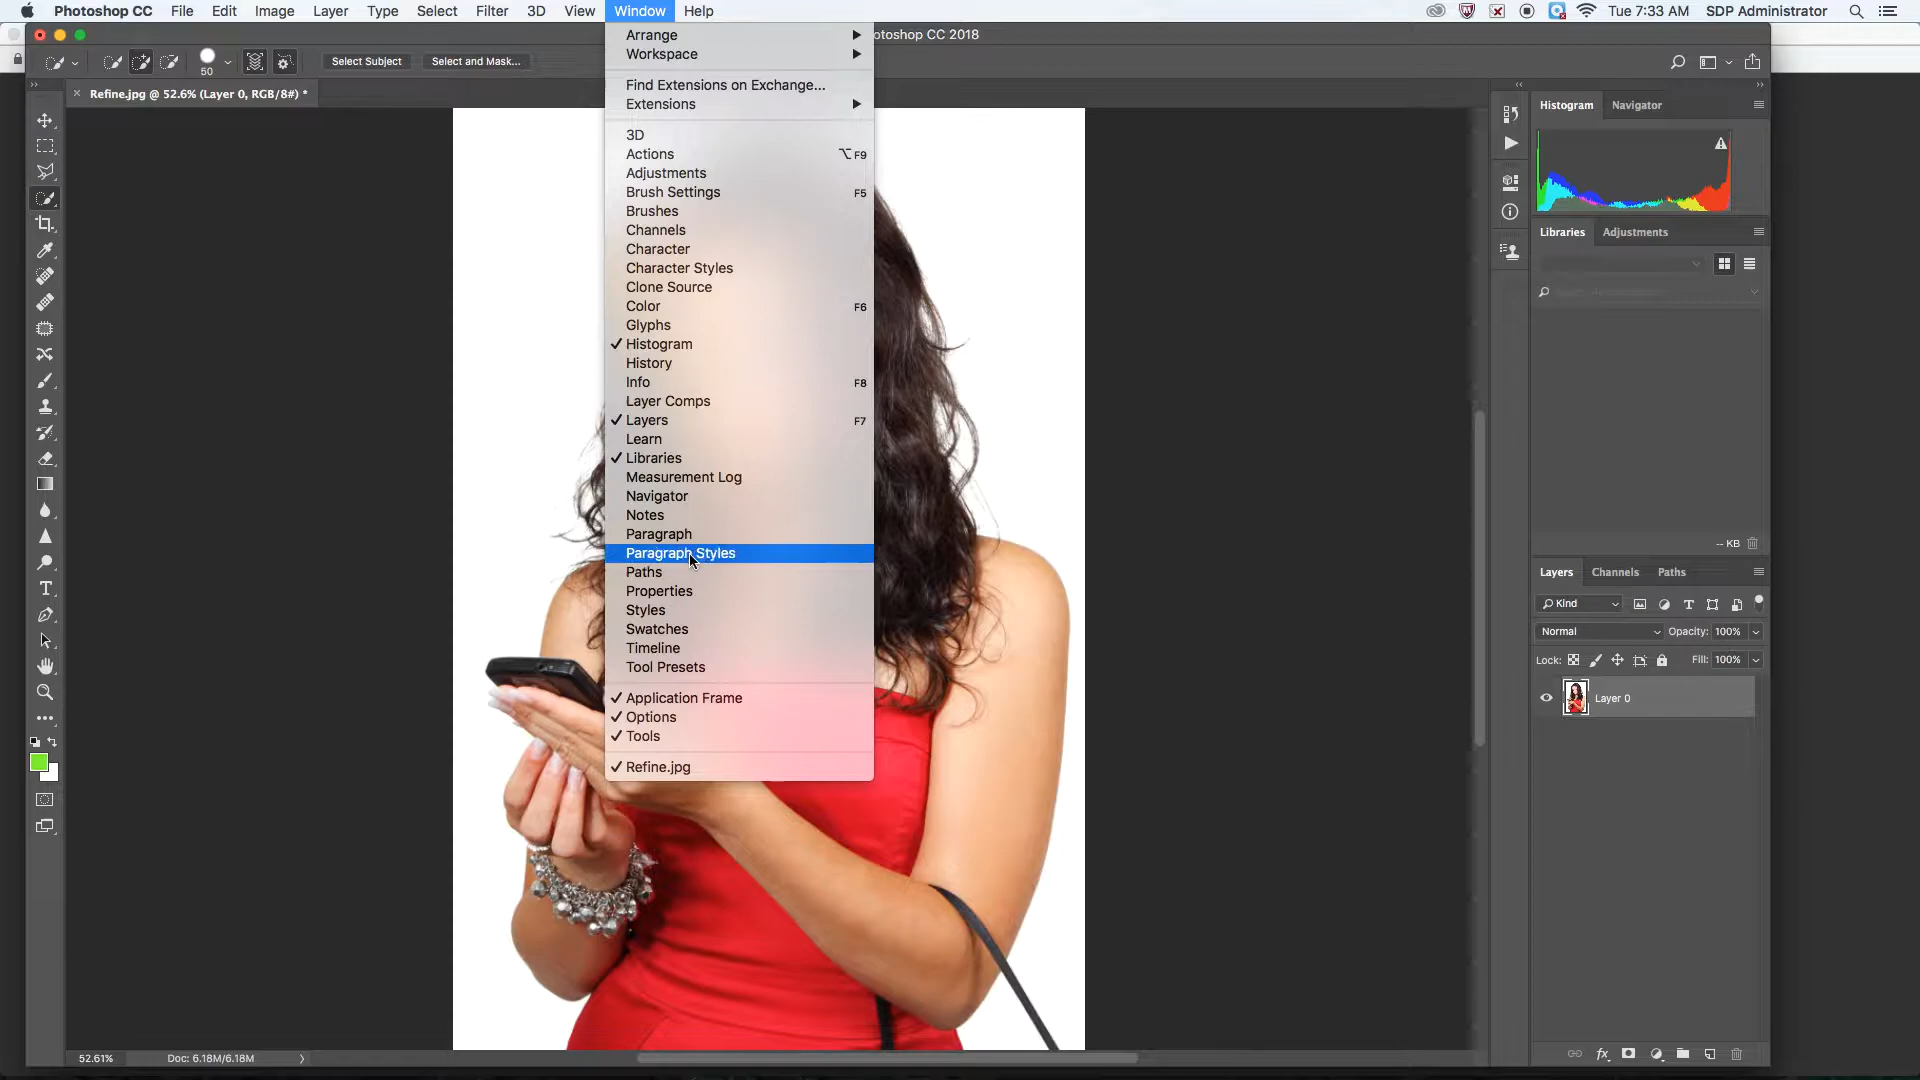 Photoshop CC File Edit Image Layer Type Select Filter 3D View Window Help Tue 7:33 AM SDP Administrator
otoshop CC 2018
50 Select Subject Select and Mask...
Refine.jpg @ 52.6% (Layer 0, RGB/8#) *
Arrange
Workspace
Find Extensions on Exchange...
Extensions
3D
Actions ⌥F9
Adjustments
Brush Settings F5
Brushes
Channels
Character
Character Styles
Clone Source
Color F6
Glyphs
Histogram
History
Info F8
Layer Comps
Layers F7
Learn
Libraries
Measurement Log
Navigator
Notes
Paragraph
Paragraph Styles
Paths
Properties
Styles
Swatches
Timeline
Tool Presets
Application Frame
Options
Tools
Refine.jpg
Histogram Navigator
Libraries Adjustments
-- KB
Layers Channels Paths
Kind
Normal Opacity: 100%
Lock: Fill: 100%
Layer 0
fx
52.61% Doc: 6.18M/6.18M